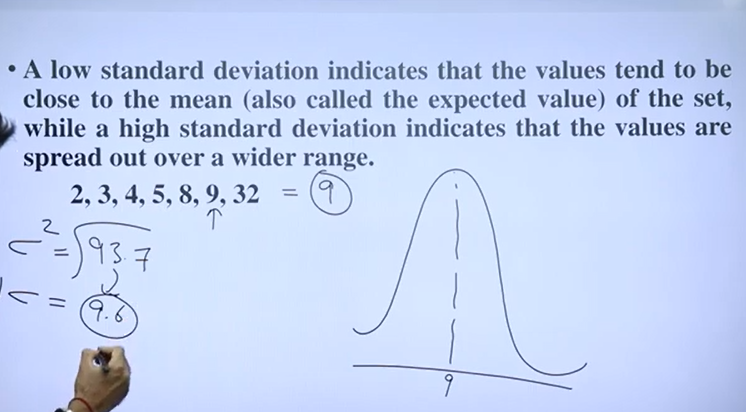 • A low standard deviation indicates that the values tend to be
close to the mean (also called the expected value) of the set,
while a high standard deviation indicates that the values are
spread out over a wider range.
2, 3, 4, 5, 8, 9, 32 = 9
σ² = √93.7
σ = 9.6
9